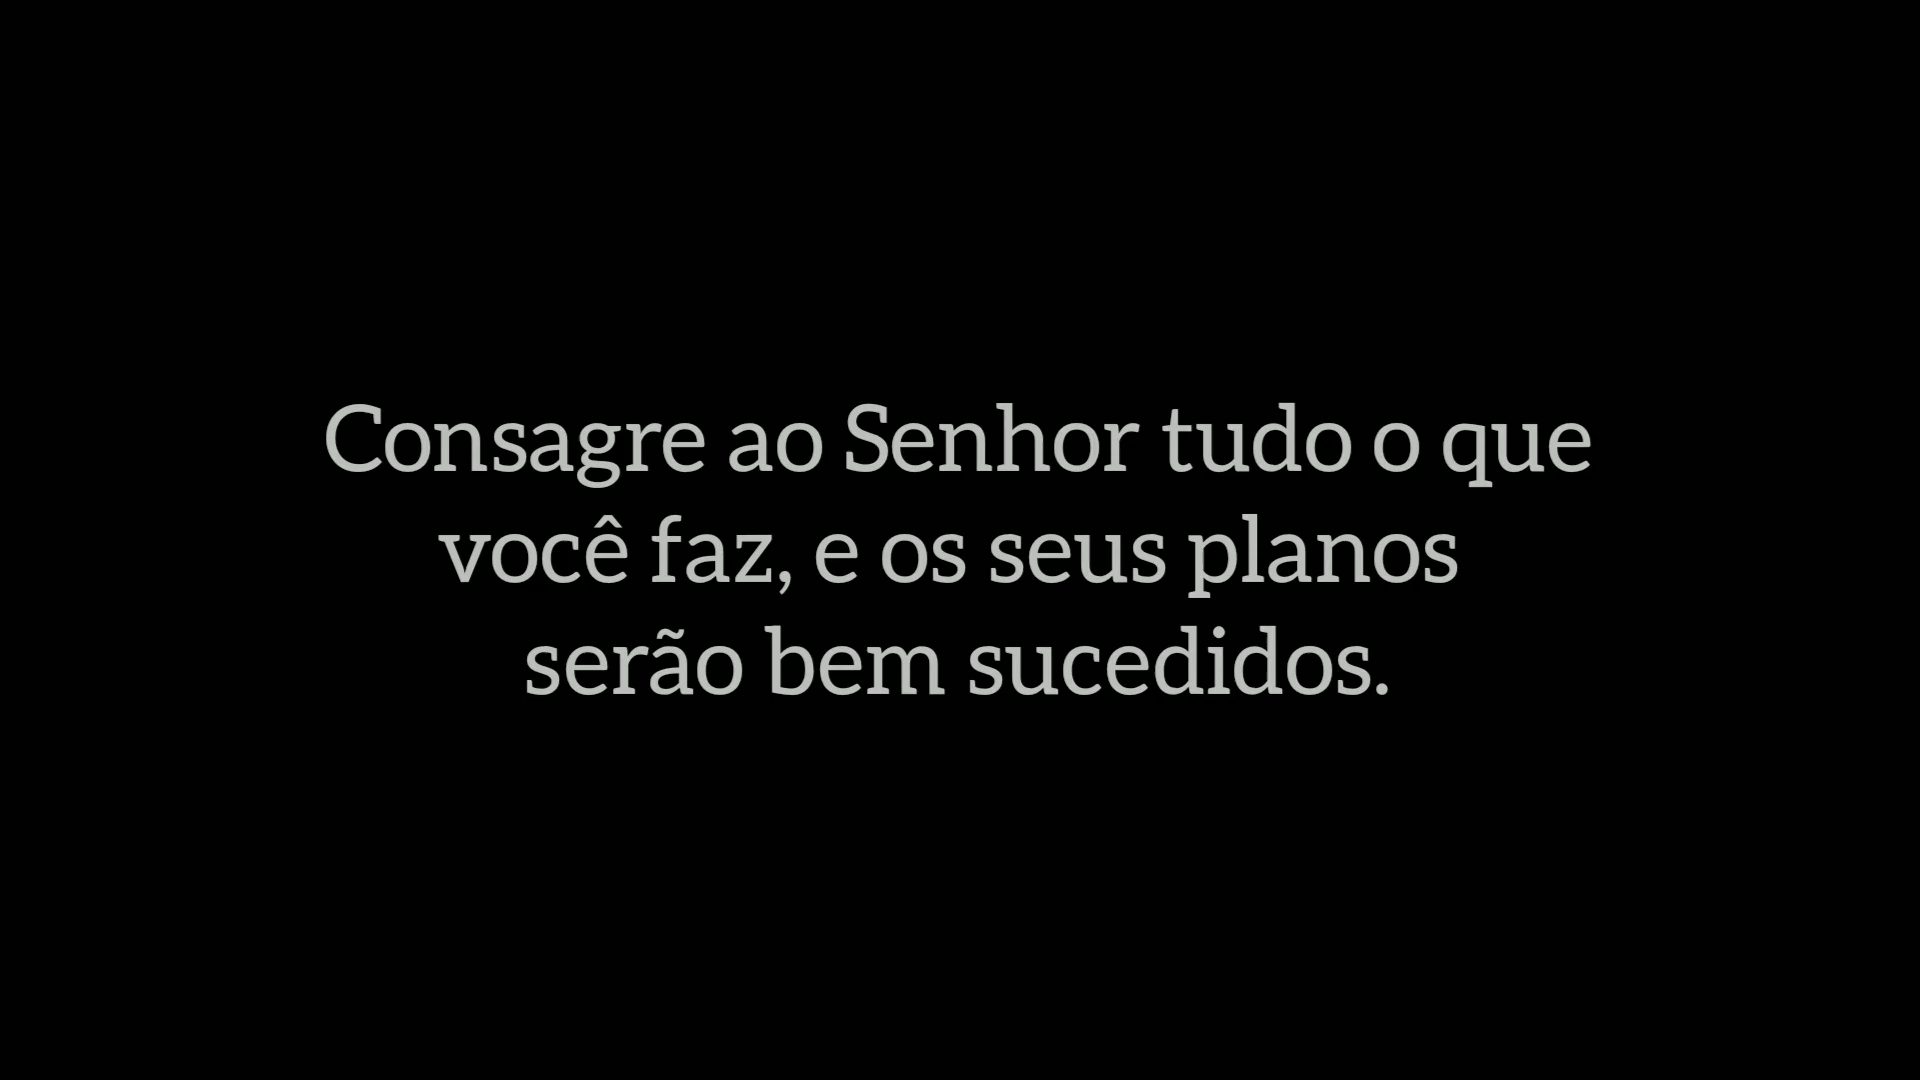 Consagre ao Senhor tudo o que
você faz, e os seus planos
serão bem sucedidos.